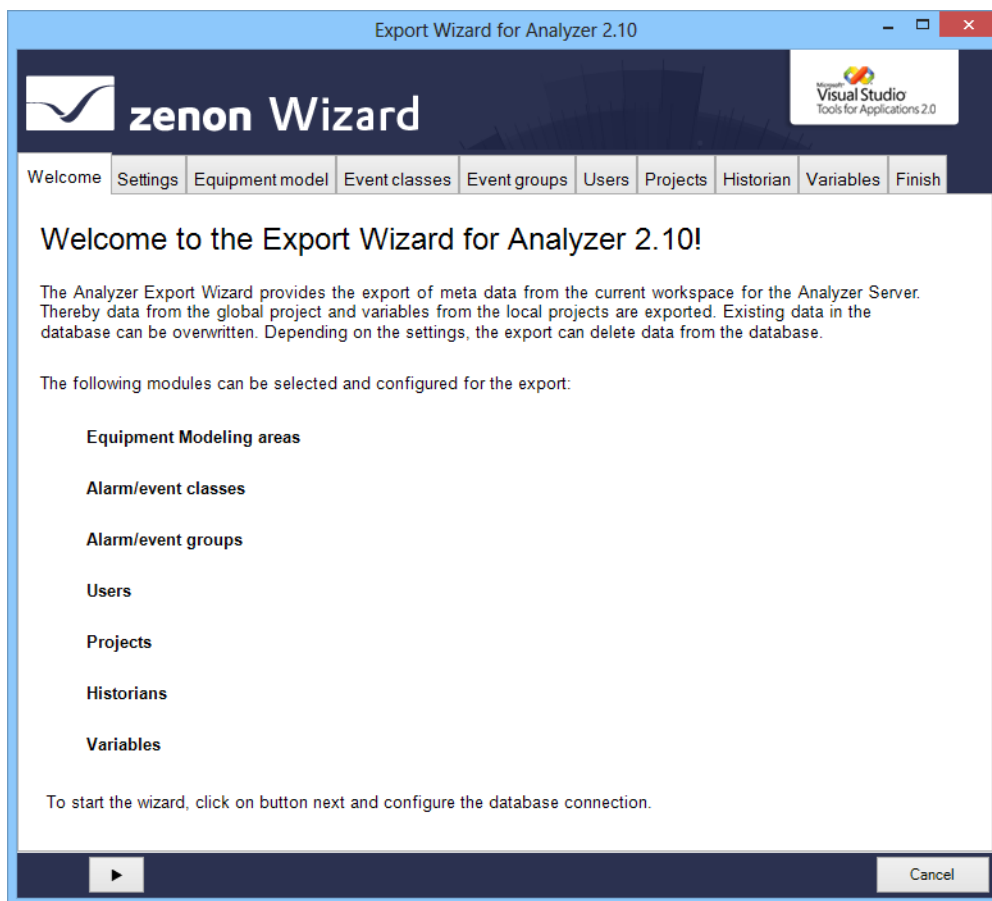 Export Wizard for Analyzer 2.10
zenon Wizard
Microsoft®
Visual Studio®
Tools for Applications 2.0
Welcome Settings Equipment model Event classes Event groups Users Projects Historian Variables Finish
Welcome to the Export Wizard for Analyzer 2.10!
The Analyzer Export Wizard provides the export of meta data from the current workspace for the Analyzer Server.
Thereby data from the global project and variables from the local projects are exported. Existing data in the
database can be overwritten. Depending on the settings, the export can delete data from the database.
The following modules can be selected and configured for the export:
Equipment Modeling areas
Alarm/event classes
Alarm/event groups
Users
Projects
Historians
Variables
To start the wizard, click on button next and configure the database connection.
Cancel